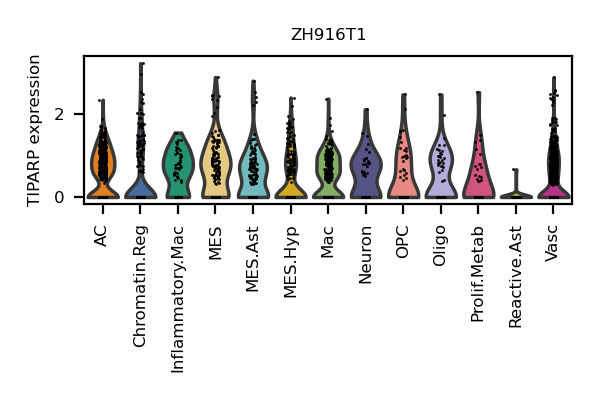 ZH916T1
TIPARP expression
2
0
AC
Chromatin.Reg
Inflammatory.Mac
MES
MES.Ast
MES.Hyp
Mac
Neuron
OPC
Oligo
Prolif.Metab
Reactive.Ast
Vasc